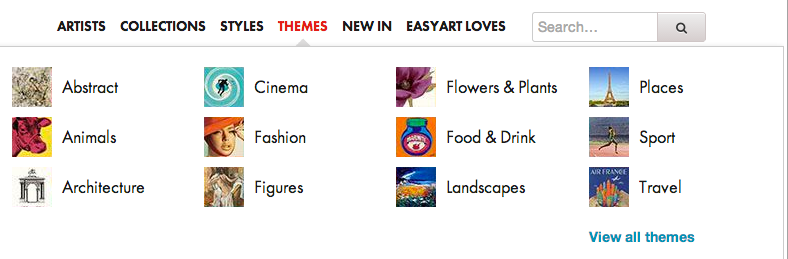 ARTISTS COLLECTIONS STYLES THEMES NEW IN EASYART LOVES Search...
Abstract Cinema Flowers & Plants Places
Animals Fashion Food & Drink Sport
Architecture Figures Landscapes AIR FRANCE Travel
View all themes